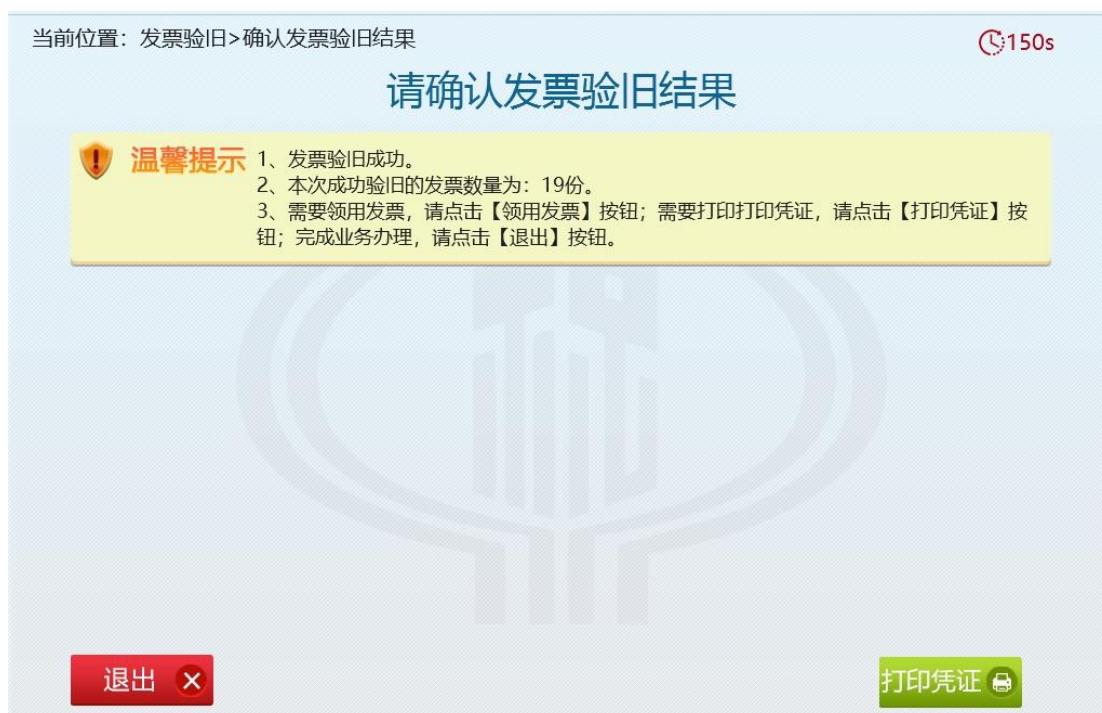 当前位置：发票验旧>确认发票验旧结果
150s
请确认发票验旧结果
温馨提示
1、发票验旧成功。
2、本次成功验旧的发票数量为：19份。
3、需要领用发票，请点击【领用发票】按钮；需要打印打印凭证，请点击【打印凭证】按
钮；完成业务办理，请点击【退出】按钮。
退出
打印凭证